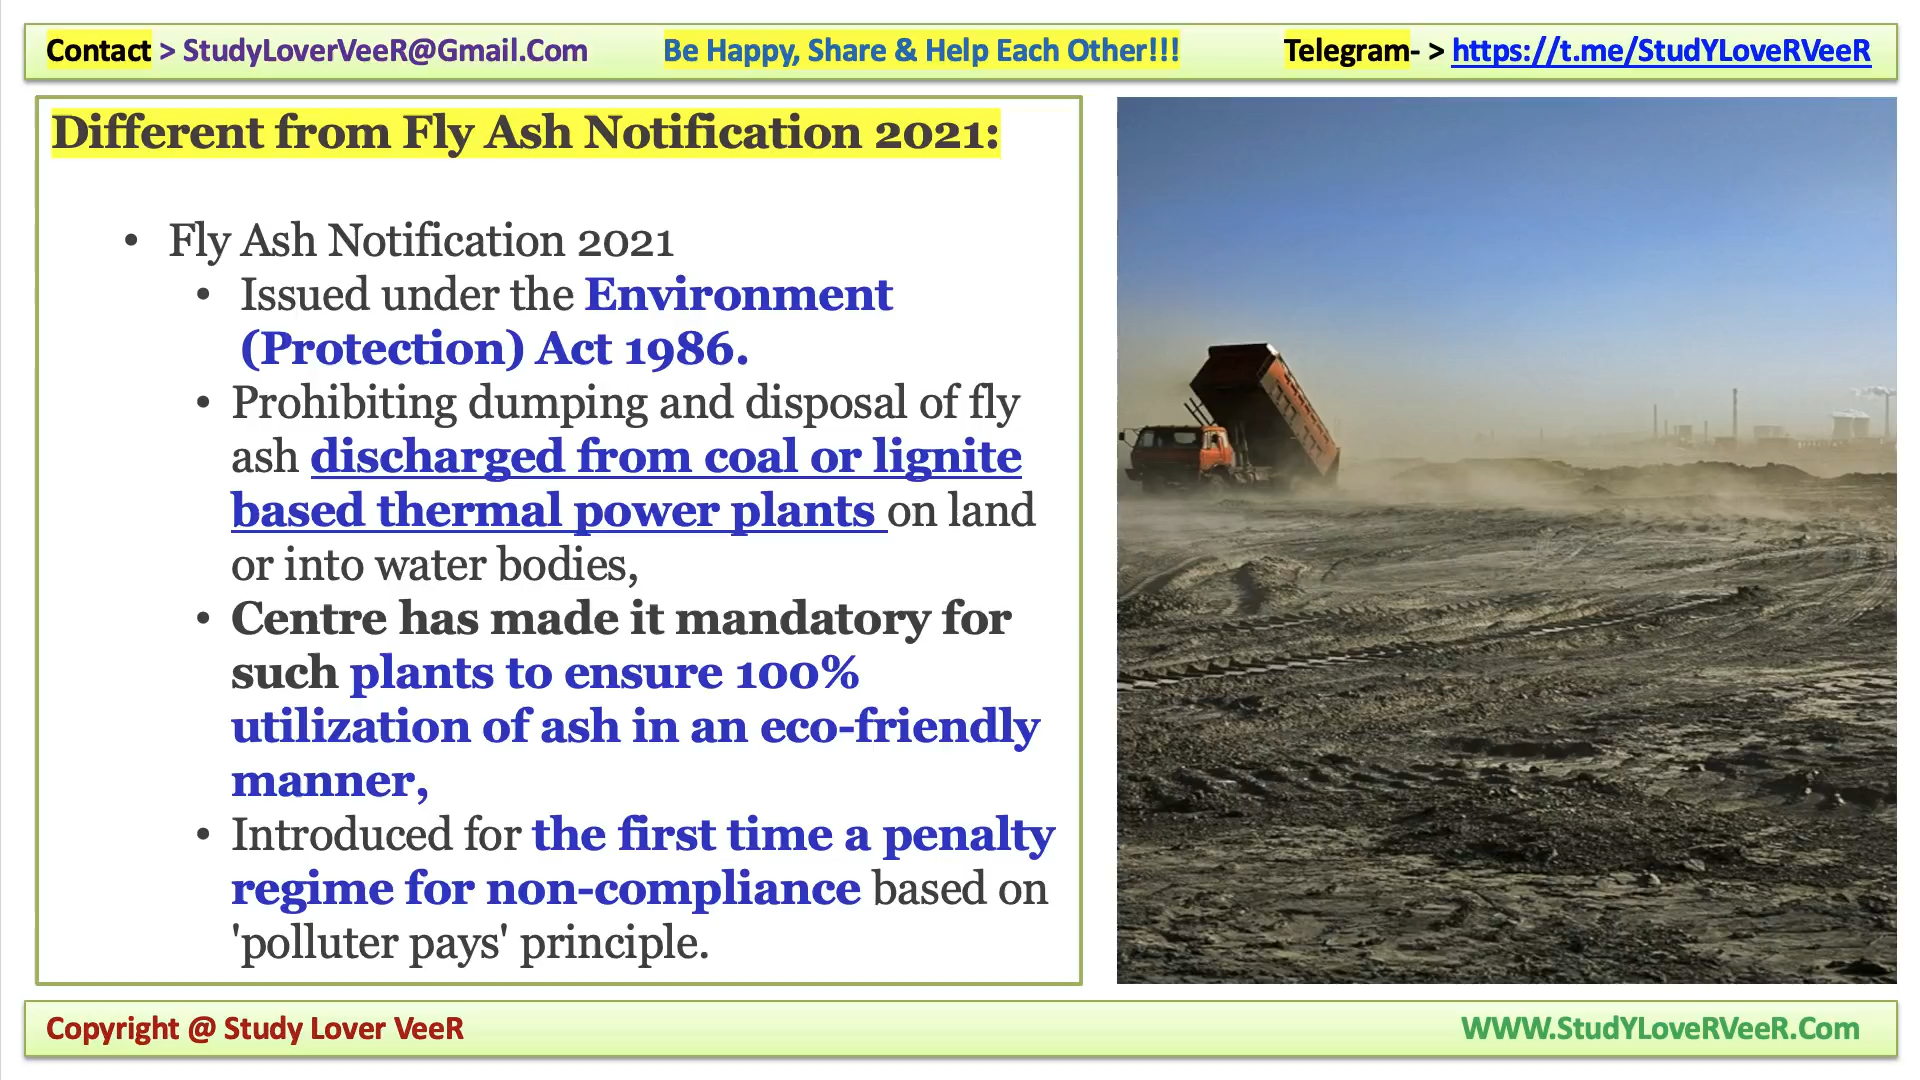 Contact > StudyLoverVeeR@Gmail.Com Be Happy, Share & Help Each Other!!! Telegram- > https://t.me/StudYLoveRVeeR
Different from Fly Ash Notification 2021:
• Fly Ash Notification 2021
• Issued under the Environment
(Protection) Act 1986.
• Prohibiting dumping and disposal of fly
ash discharged from coal or lignite
based thermal power plants on land
or into water bodies,
• Centre has made it mandatory for
such plants to ensure 100%
utilization of ash in an eco-friendly
manner,
• Introduced for the first time a penalty
regime for non-compliance based on
'polluter pays' principle.
Copyright @ Study Lover VeeR WWW.StudYLoveRVeeR.Com